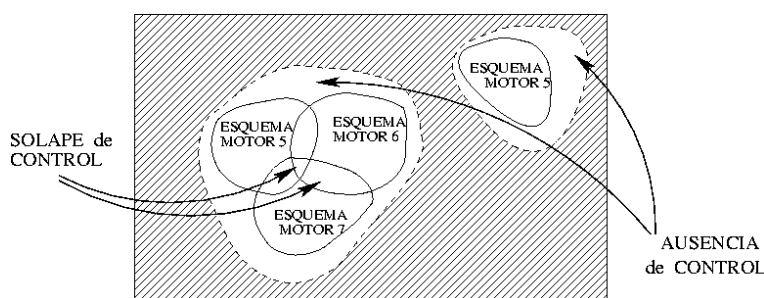 ESQUEMA
MOTOR 5
ESQUEMA
MOTOR 5
ESQUEMA
MOTOR 6
SOLAPE de
CONTROL
ESQUEMA
MOTOR 7
AUSENCIA
de CONTROL